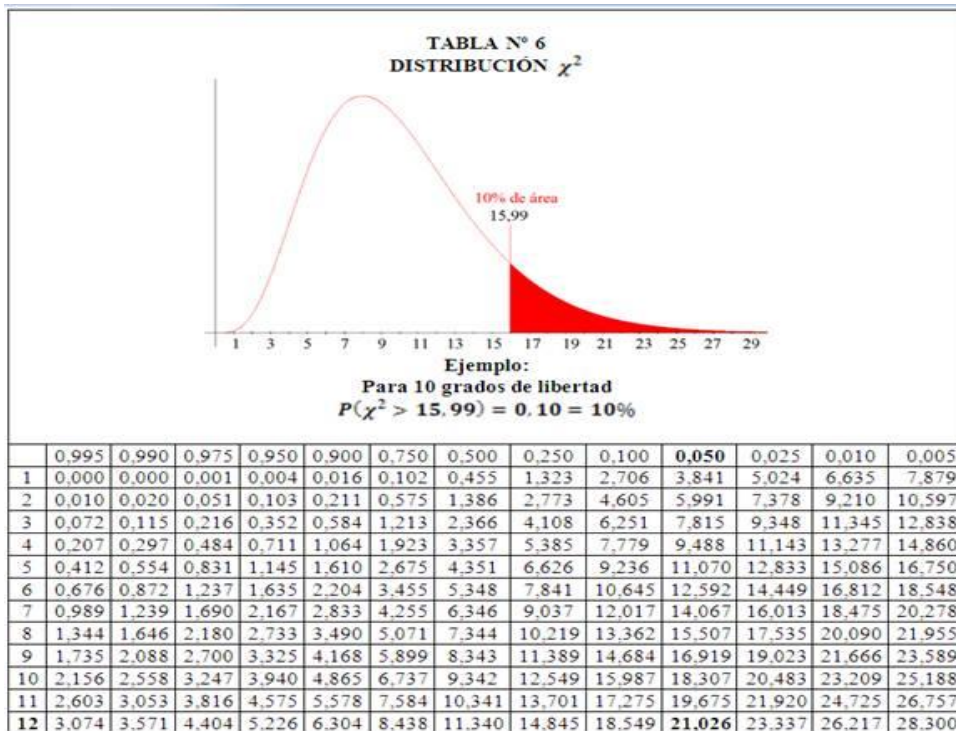 TABLA N° 6
DISTRIBUCIÓN χ²
10% de área
15,99
1 3 5 7 9 11 13 15 17 19 21 23 25 27 29
Ejemplo:
Para 10 grados de libertad
P(χ² > 15.99) = 0.10 = 10%
0,995 0,990 0,975 0,950 0,900 0,750 0,500 0,250 0,100 0,050 0,025 0,010 0,005
1 0,000 0,000 0,001 0,004 0,016 0,102 0,455 1,323 2,706 3,841 5,024 6,635 7,879
2 0,010 0,020 0,051 0,103 0,211 0,575 1,386 2,773 4,605 5,991 7,378 9,210 10,597
3 0,072 0,115 0,216 0,352 0,584 1,213 2,366 4,108 6,251 7,815 9,348 11,345 12,838
4 0,207 0,297 0,484 0,711 1,064 1,923 3,357 5,385 7,779 9,488 11,143 13,277 14,860
5 0,412 0,554 0,831 1,145 1,610 2,675 4,351 6,626 9,236 11,070 12,833 15,086 16,750
6 0,676 0,872 1,237 1,635 2,204 3,455 5,348 7,841 10,645 12,592 14,449 16,812 18,548
7 0,989 1,239 1,690 2,167 2,833 4,255 6,346 9,037 12,017 14,067 16,013 18,475 20,278
8 1,344 1,646 2,180 2,733 3,490 5,071 7,344 10,219 13,362 15,507 17,535 20,090 21,955
9 1,735 2,088 2,700 3,325 4,168 5,899 8,343 11,389 14,684 16,919 19,023 21,666 23,589
10 2,156 2,558 3,247 3,940 4,865 6,737 9,342 12,549 15,987 18,307 20,483 23,209 25,188
11 2,603 3,053 3,816 4,575 5,578 7,584 10,341 13,701 17,275 19,675 21,920 24,725 26,757
12 3,074 3,571 4,404 5,226 6,304 8,438 11,340 14,845 18,549 21,026 23,337 26,217 28,300